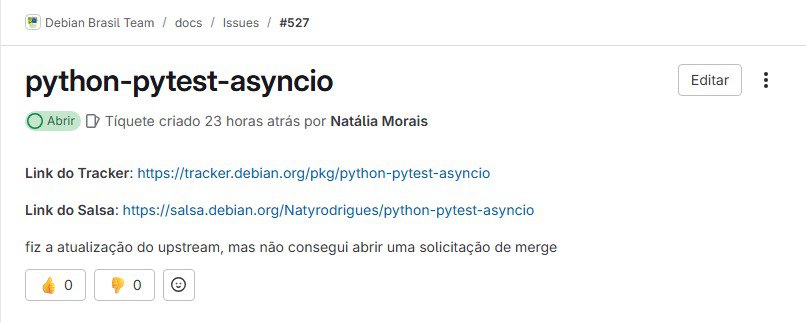 Debian Brasil Team / docs / Issues / #527
python-pytest-asyncio
Editar
Abrir Tíquete criado 23 horas atrás por Natália Morais
Link do Tracker: https://tracker.debian.org/pkg/python-pytest-asyncio
Link do Salsa: https://salsa.debian.org/Natyrodrigues/python-pytest-asyncio
fiz a atualização do upstream, mas não consegui abrir uma solicitação de merge
👍 0 👎 0